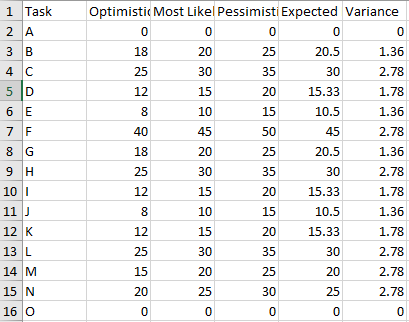 1 Task Optimistic Most Likel Pessimisti Expected Variance
2 A 0 0 0 0 0
3 B 18 20 25 20.5 1.36
4 C 25 30 35 30 2.78
5 D 12 15 20 15.33 1.78
6 E 8 10 15 10.5 1.36
7 F 40 45 50 45 2.78
8 G 18 20 25 20.5 1.36
9 H 25 30 35 30 2.78
10 I 12 15 20 15.33 1.78
11 J 8 10 15 10.5 1.36
12 K 12 15 20 15.33 1.78
13 L 25 30 35 30 2.78
14 M 15 20 25 20 2.78
15 N 20 25 30 25 2.78
16 O 0 0 0 0 0